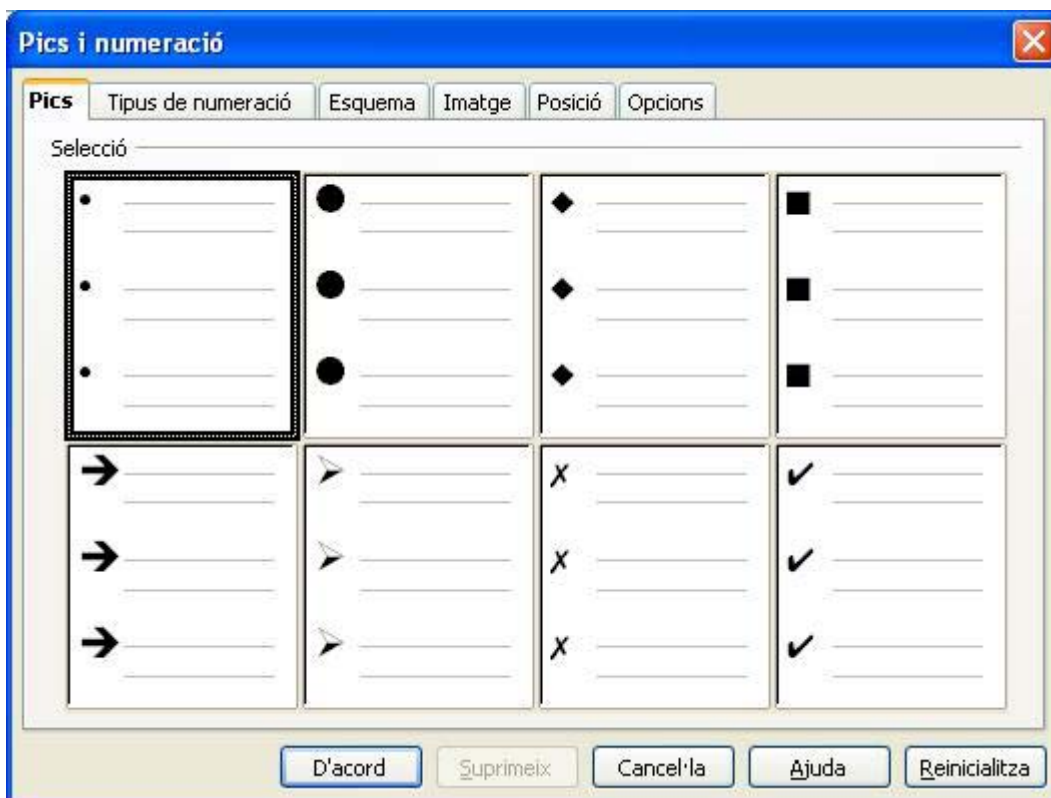 Pics i numeració
Pics Tipus de numeració Esquema Imatge Posició Opcions
Selecció
D'acord Suprimeix Cancel·la Ajuda Reinicialitza